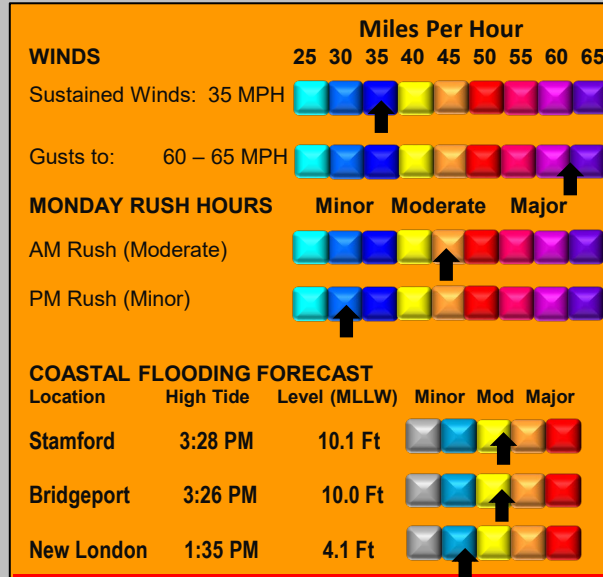 Miles Per Hour
WINDS 25 30 35 40 45 50 55 60 65
Sustained Winds: 35 MPH
Gusts to: 60 – 65 MPH
MONDAY RUSH HOURS Minor Moderate Major
AM Rush (Moderate)
PM Rush (Minor)
COASTAL FLOODING FORECAST
Location High Tide Level (MLLW) Minor Mod Major
Stamford 3:28 PM 10.1 Ft
Bridgeport 3:26 PM 10.0 Ft
New London 1:35 PM 4.1 Ft